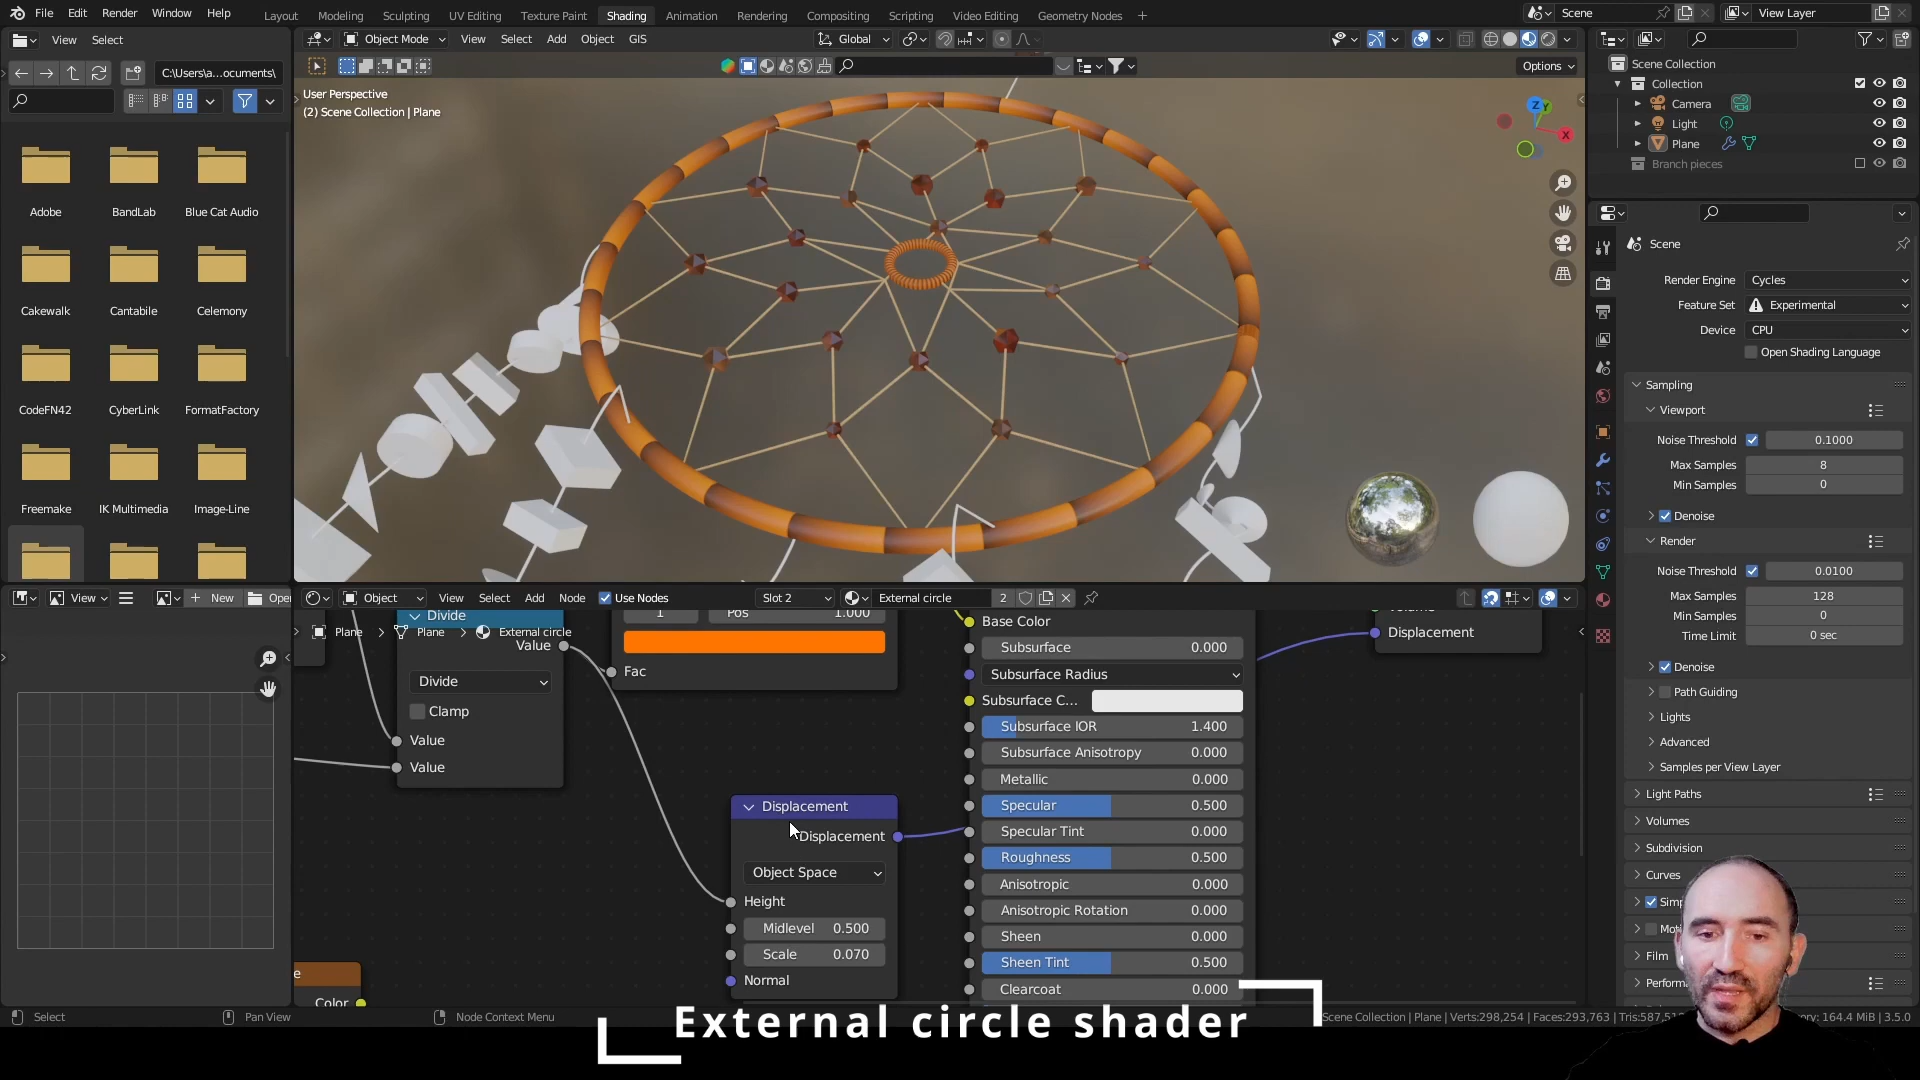 File Edit Render Window Help Layout Modeling Sculpting UV Editing Texture Paint Shading Animation Rendering Compositing Scripting Video Editing Geometry Nodes + Scene View Layer
View Select Object Mode View Select Add Object GIS Global
C:\Users\a...ocuments\ Options Scene Collection
User Perspective
(2) Scene Collection | Plane
Collection
Camera
Light
Plane
Branch pieces
Adobe BandLab Blue Cat Audio
Cakewalk Cantabile Celemony
CodeFN42 CyberLink FormatFactory
Freemake IK Multimedia Image-Line
Z Y X
Scene
Render Engine Cycles
Feature Set Experimental
Device CPU
Open Shading Language
Sampling
Viewport
Noise Threshold 0.1000
Max Samples 8
Min Samples 0
Denoise
Render
Noise Threshold 0.0100
Max Samples 128
Min Samples 0
Time Limit 0 sec
Denoise
Path Guiding
Lights
Advanced
Samples per View Layer
Light Paths
Volumes
Subdivision
Curves
Film
View New Object View Select Add Node Use Nodes Slot 2 External circle 2
Divide
Plane Plane External circle
Value
Divide
Clamp
Value
Value
1 Pos 1.000
Fac
Displacement
Displacement
Object Space
Height
Midlevel 0.500
Scale 0.070
Normal
Color
Base Color
Subsurface 0.000
Subsurface Radius
Subsurface C...
Subsurface IOR 1.400
Subsurface Anisotropy 0.000
Metallic 0.000
Specular 0.500
Specular Tint 0.000
Roughness 0.500
Anisotropic 0.000
Anisotropic Rotation 0.000
Sheen 0.000
Sheen Tint 0.500
Clearcoat 0.000
Displacement
Select Pan View Node Context Menu
External circle shader
Scene Collection | Plane | Verts:298,254 | Faces:293,763 | 164.4 MiB | 3.5.0